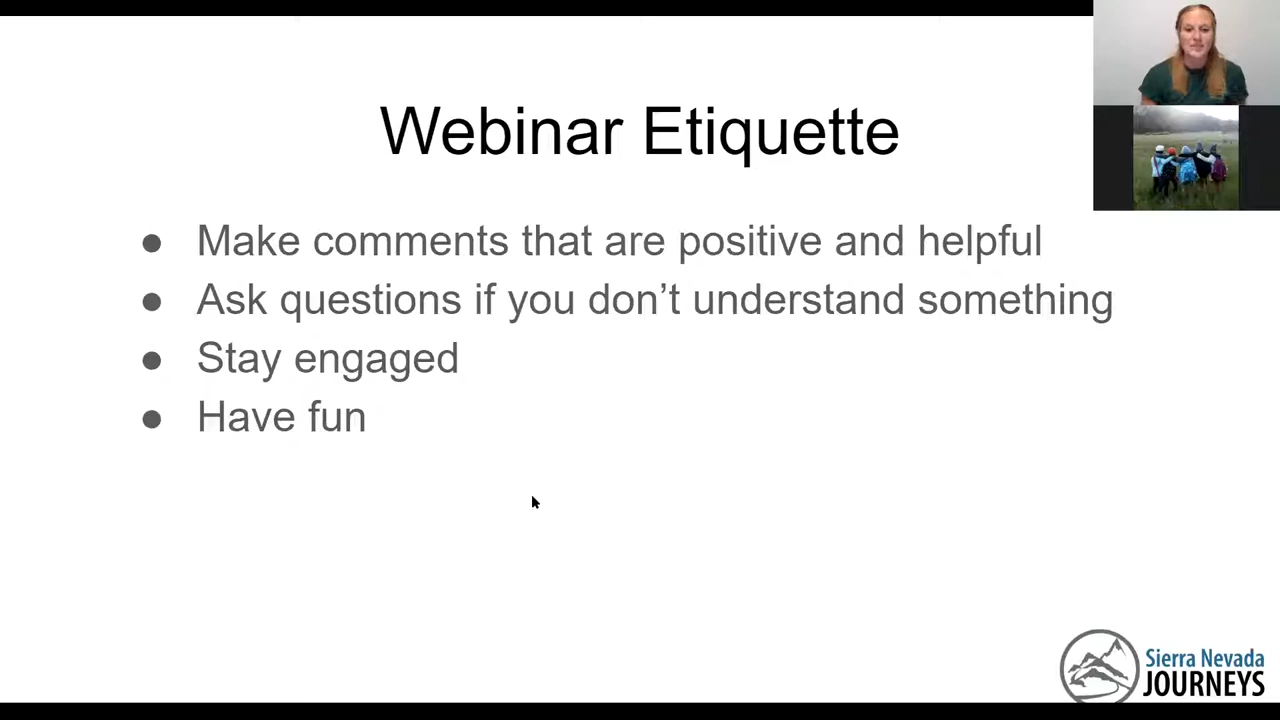 Webinar Etiquette
● Make comments that are positive and helpful
● Ask questions if you don’t understand something
● Stay engaged
● Have fun
Sierra Nevada
JOURNEYS